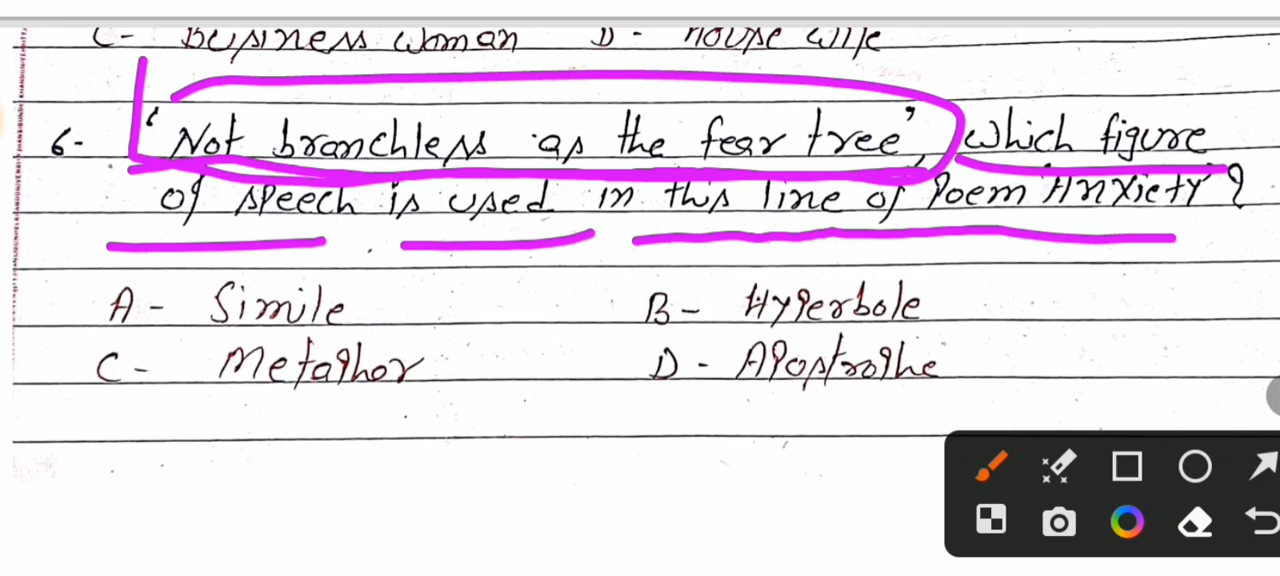 C- Business woman D - House wife
6- 'Not branchless as the fear tree', which figure
of speech is used in this line of Poem Anxiety?
A - Simile B - Hyperbole
C - Metaphor D - Apostrophe